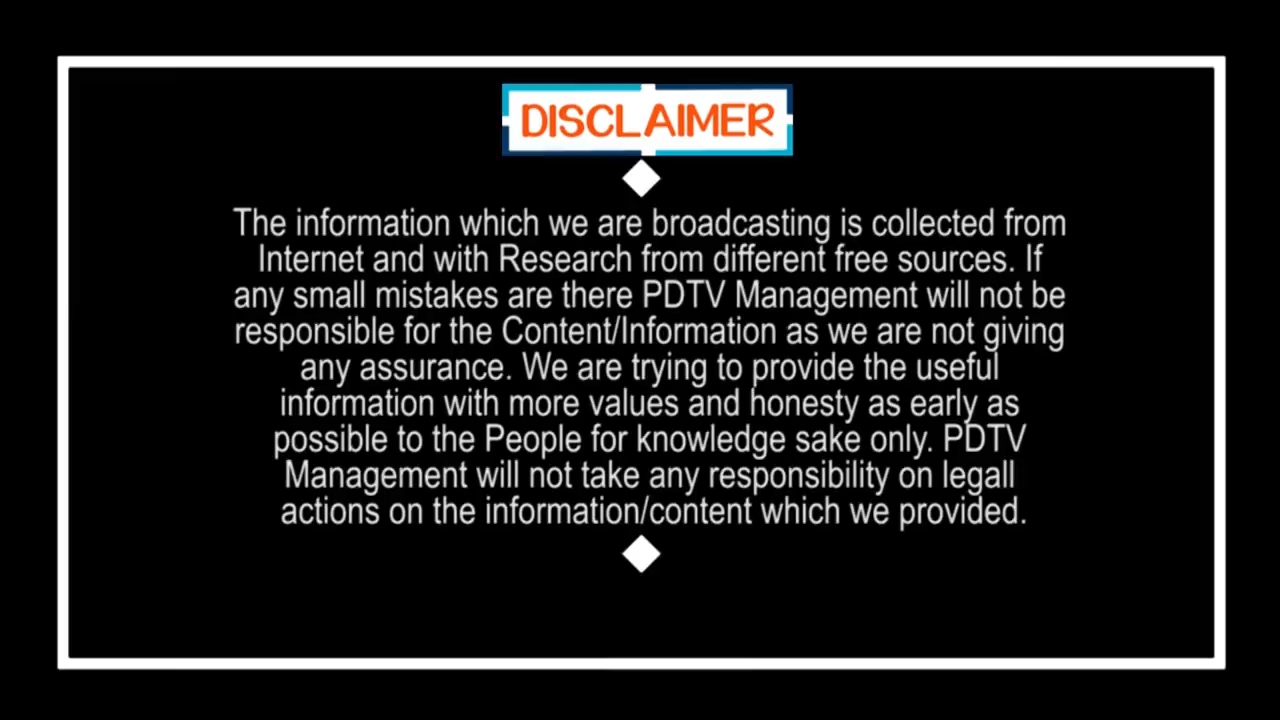 DISCLAIMER
The information which we are broadcasting is collected from
Internet and with Research from different free sources. If
any small mistakes are there PDTV Management will not be
responsible for the Content/Information as we are not giving
any assurance. We are trying to provide the useful
information with more values and honesty as early as
possible to the People for knowledge sake only. PDTV
Management will not take any responsibility on legall
actions on the information/content which we provided.